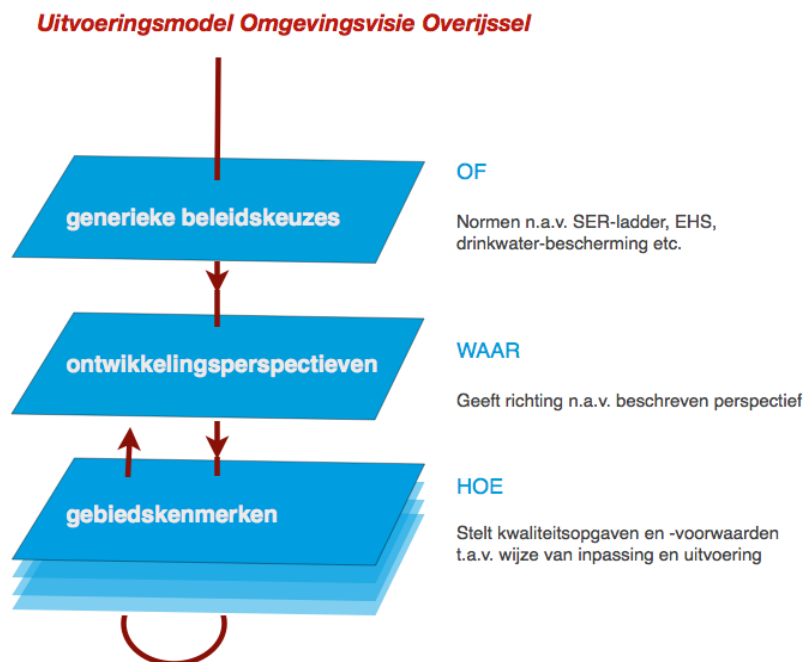 Uitvoeringsmodel Omgevingsvisie Overijssel
generieke beleidskeuzes
OF
Normen n.a.v. SER-ladder, EHS,
drinkwater-bescherming etc.
ontwikkelingsperspectieven
WAAR
Geeft richting n.a.v. beschreven perspectief
gebiedskenmerken
HOE
Stelt kwaliteitsopgaven en -voorwaarden
t.a.v. wijze van inpassing en uitvoering